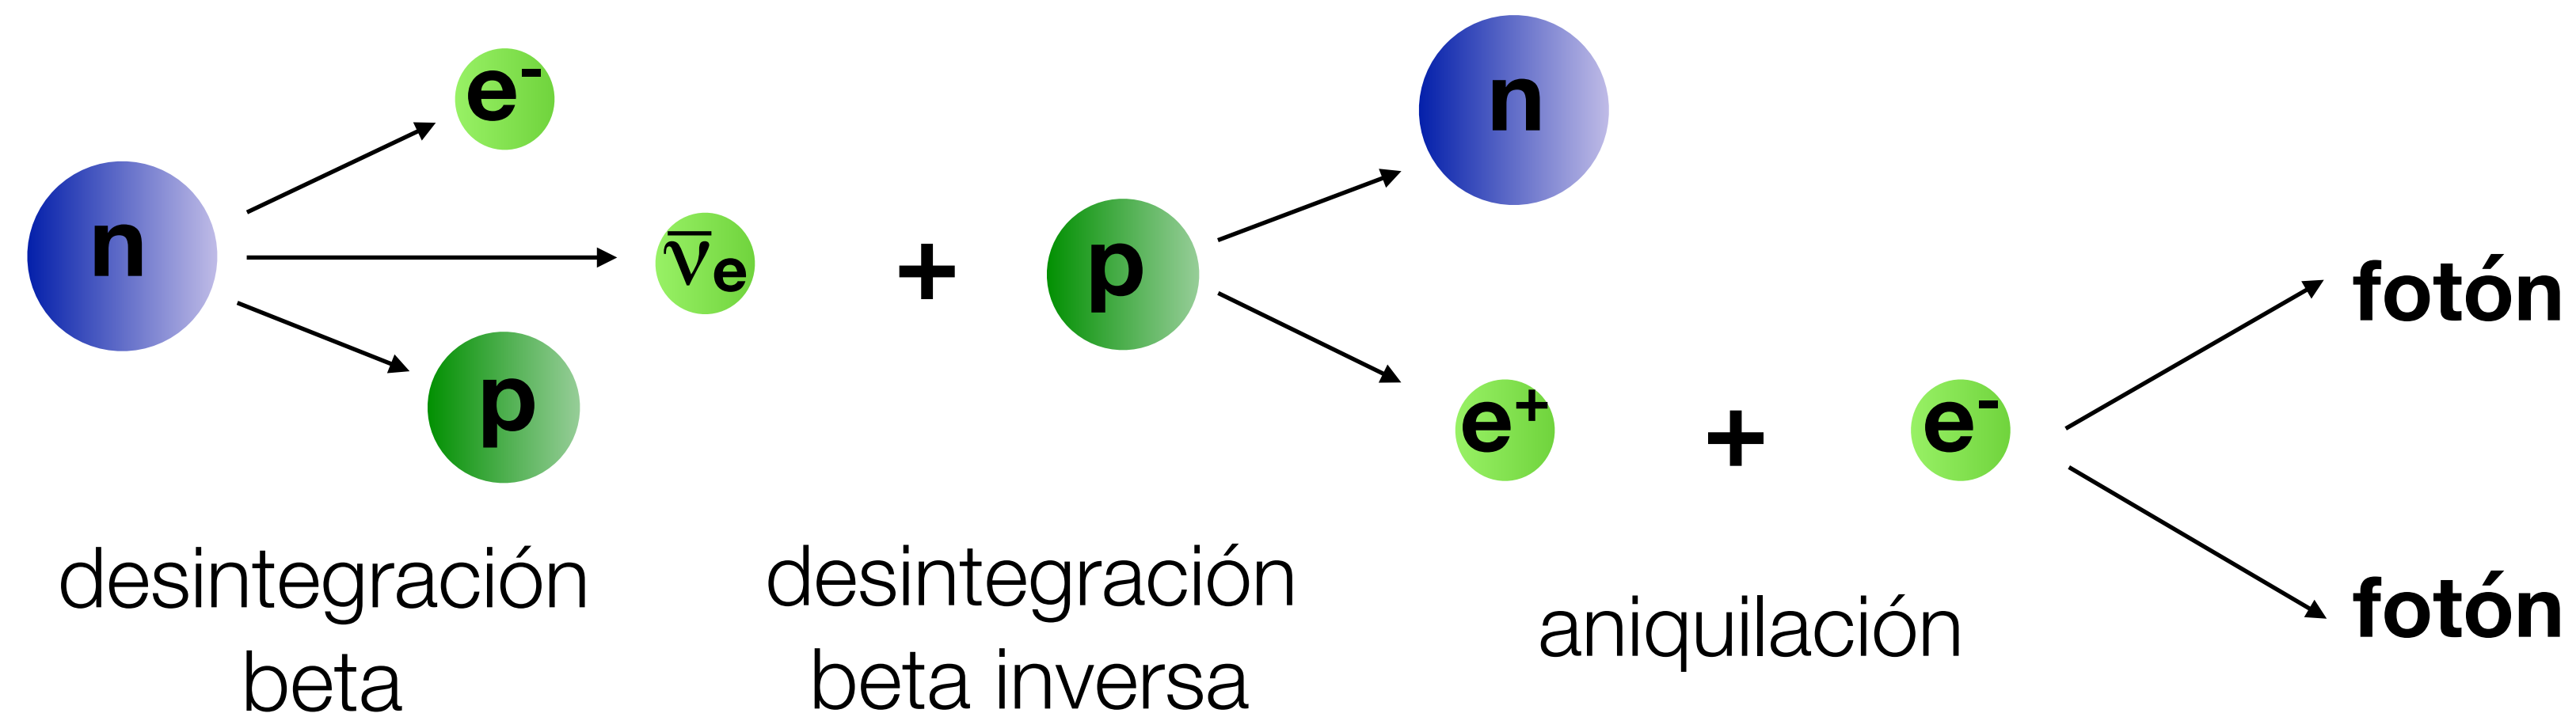 n
e⁻
ν̅ₑ
p
+
p
n
e⁺
+
e⁻
fotón
fotón
desintegración
beta
desintegración
beta inversa
aniquilación